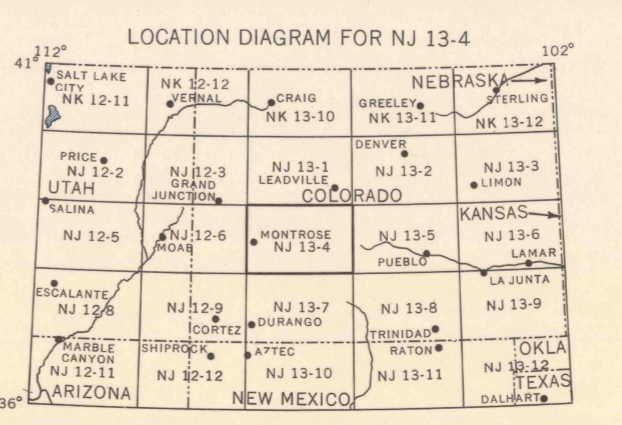 LOCATION DIAGRAM FOR NJ 13-4
41° 112° 102°
SALT LAKE CITY
NK 12-11
NK 12-12
VERNAL
CRAIG
NK 13-10
NEBRASKA
GREELEY
NK 13-11
STERLING
NK 13-12
PRICE
NJ 12-2
UTAH
NJ 12-3
GRAND JUNCTION
NJ 13-1
LEADVILLE
COLORADO
DENVER
NJ 13-2
NJ 13-3
LIMON
SALINA
NJ 12-5
NJ 12-6
MOAB
MONTROSE
NJ 13-4
NJ 13-5
PUEBLO
KANSAS
NJ 13-6
LAMAR
LA JUNTA
ESCALANTE
NJ 12-8
NJ 12-9
CORTEZ
NJ 13-7
DURANGO
NJ 13-8
TRINIDAD
NJ 13-9
MARBLE CANYON
NJ 12-11
SHIPROCK
NJ 12-12
AZTEC
NJ 13-10
RATON
NJ 13-11
NJ 13-12
OKLA
TEXAS
DALHART
36°
ARIZONA
NEW MEXICO